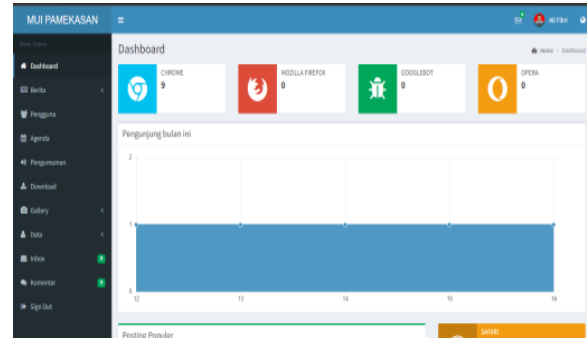 MUI PAMEKASAN
Ali Fikri
Menu Utama
Dashboard
Home > Dashboard
Dashboard
Berita
Pengguna
Agenda
Pengumuman
Download
Gallery
Data
Inbox
Komentar
Sign Out
CHROME
9
MOZILLA FIREFOX
0
GOOGLEBOT
0
OPERA
0
Pengunjung bulan ini
2
1
0
12
13
14
15
16
Posting Populer
SAFARI